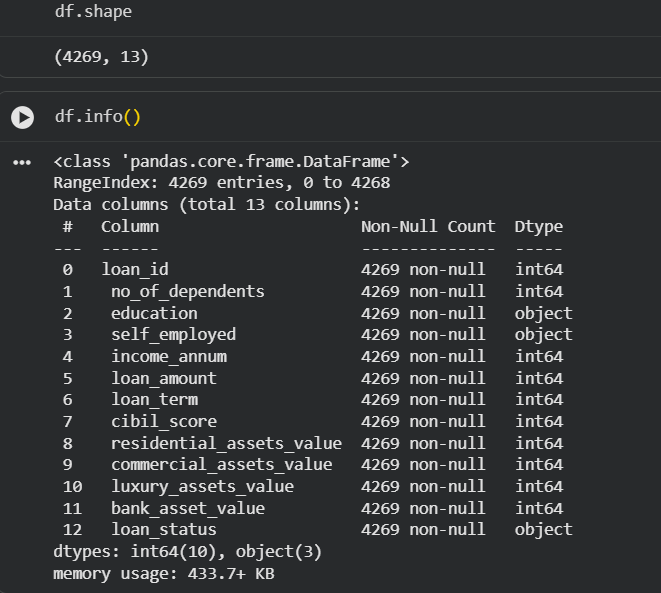 df.shape
(4269, 13)
df.info()
<class 'pandas.core.frame.DataFrame'>
RangeIndex: 4269 entries, 0 to 4268
Data columns (total 13 columns):
 #   Column                     Non-Null Count  Dtype
---  ------                     --------------  -----
 0   loan_id                    4269 non-null   int64
 1    no_of_dependents          4269 non-null   int64
 2    education                 4269 non-null   object
 3    self_employed             4269 non-null   object
 4    income_annum              4269 non-null   int64
 5    loan_amount               4269 non-null   int64
 6    loan_term                 4269 non-null   int64
 7    cibil_score               4269 non-null   int64
 8    residential_assets_value  4269 non-null   int64
 9    commercial_assets_value   4269 non-null   int64
 10   luxury_assets_value       4269 non-null   int64
 11   bank_asset_value          4269 non-null   int64
 12   loan_status               4269 non-null   object
dtypes: int64(10), object(3)
memory usage: 433.7+ KB